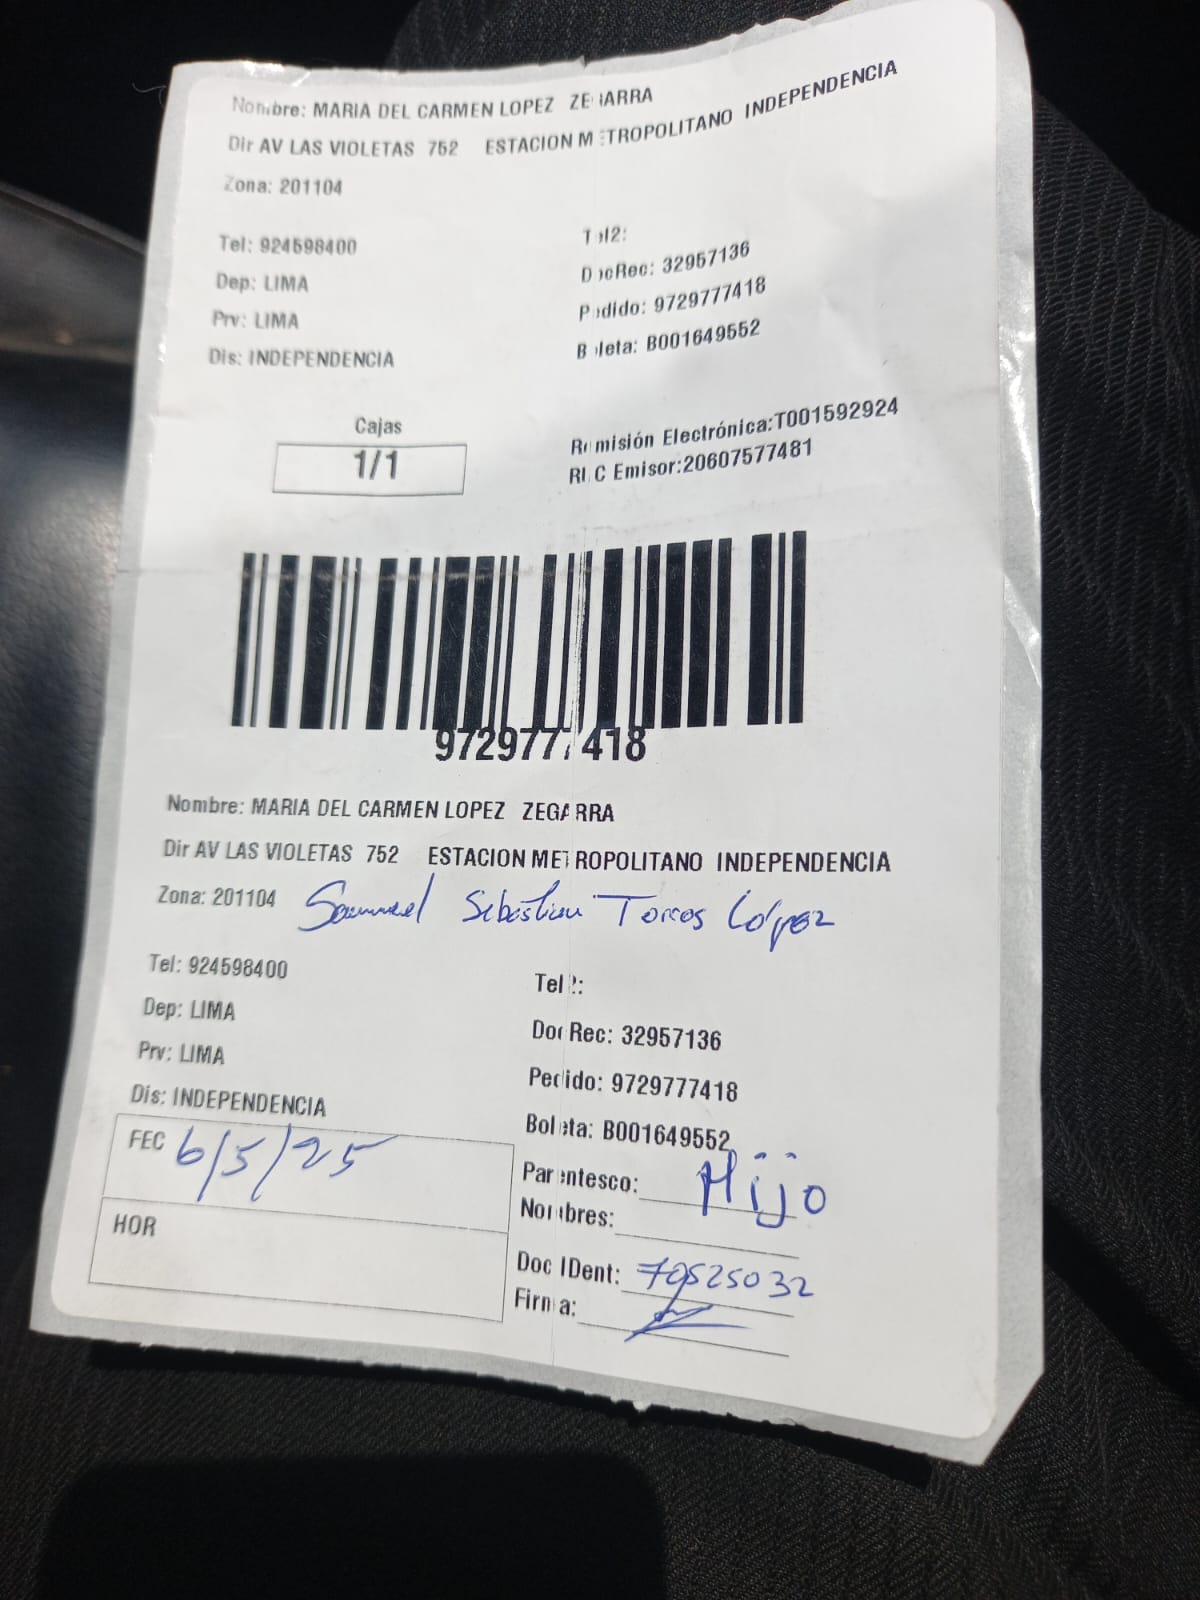 Nombre: MARIA DEL CARMEN LOPEZ ZEGARRA
Dir AV LAS VIOLETAS 752 ESTACION METROPOLITANO INDEPENDENCIA
Zona: 201104
Tel: 924598400 Tel2:
Dep: LIMA DocRec: 32957136
Prv: LIMA Pedido: 9729777418
Dis: INDEPENDENCIA Boleta: B001649552
Cajas
1/1
Remisión Electrónica:T001592924
RUC Emisor:20607577481
9729777418
Nombre: MARIA DEL CARMEN LOPEZ ZEGARRA
Dir AV LAS VIOLETAS 752 ESTACION METROPOLITANO INDEPENDENCIA
Zona: 201104 Samuel Sebastian Torres López
Tel: 924598400 Tel2:
Dep: LIMA DocRec: 32957136
Prv: LIMA Pedido: 9729777418
Dis: INDEPENDENCIA Boleta: B001649552
FEC 6/5/25 Parentesco: Hijo
HOR Nombres:
Doc IDent: 70525032
Firma: